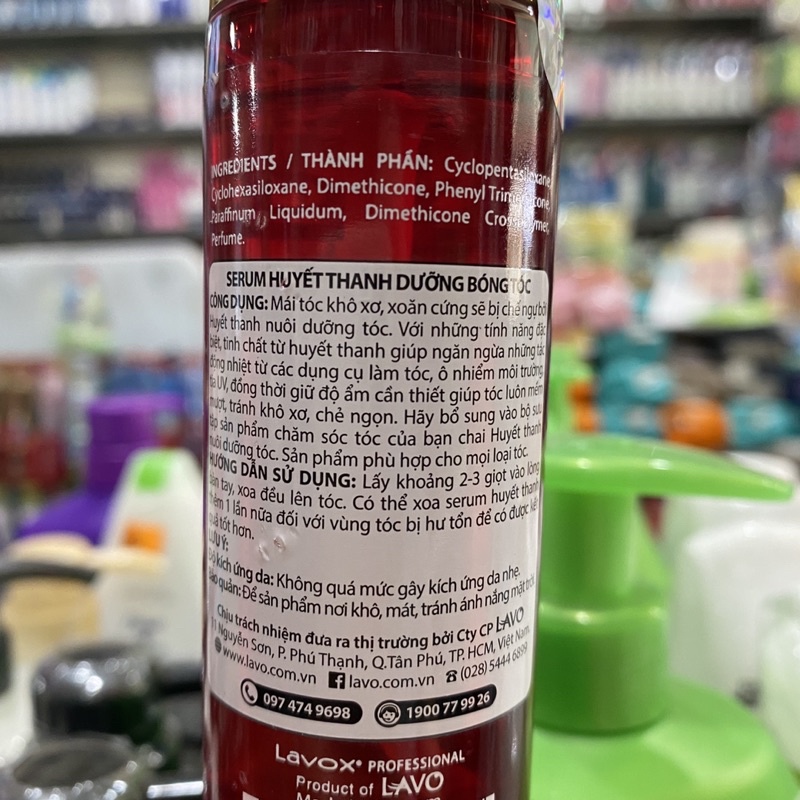 INGREDIENTS / THÀNH PHẦN: Cyclopentasiloxane,
Cyclohexasiloxane, Dimethicone, Phenyl Trimethicone,
Paraffinum Liquidum, Dimethicone Crosspolymer,
Perfume.
SERUM HUYẾT THANH DƯỠNG BÓNG TÓC
CÔNG DỤNG: Mái tóc khô xơ, xoăn cứng sẽ bị chế ngự bởi
Huyết thanh nuôi dưỡng tóc. Với những tính năng đặc
biệt, tinh chất từ huyết thanh giúp ngăn ngừa những tác
động nhiệt từ các dụng cụ làm tóc, ô nhiễm môi trường,
tia UV, đồng thời giữ độ ẩm cần thiết giúp tóc luôn mềm
mượt, tránh khô xơ, chẻ ngọn. Hãy bổ sung vào bộ sưu
tập sản phẩm chăm sóc tóc của bạn chai Huyết thanh
nuôi dưỡng tóc. Sản phẩm phù hợp cho mọi loại tóc.
HƯỚNG DẪN SỬ DỤNG: Lấy khoảng 2-3 giọt vào lòng
bàn tay, xoa đều lên tóc. Có thể xoa serum huyết thanh
thêm 1 lần nữa đối với vùng tóc bị hư tổn để có được kết
quả tốt hơn.
LƯU Ý:
Độ kích ứng da: Không quá mức gây kích ứng da nhẹ.
Bảo quản: Để sản phẩm nơi khô, mát, tránh ánh nắng mặt trời.
Chịu trách nhiệm đưa ra thị trường bởi Cty CP LAVO
Nguyễn Sơn, P. Phú Thạnh, Q.Tân Phú, TP. HCM, Việt Nam
www.lavo.com.vn lavo.com.vn (028) 5444 6899
097 474 9698 1900 77 99 26
Lavox® PROFESSIONAL
Product of LAVO